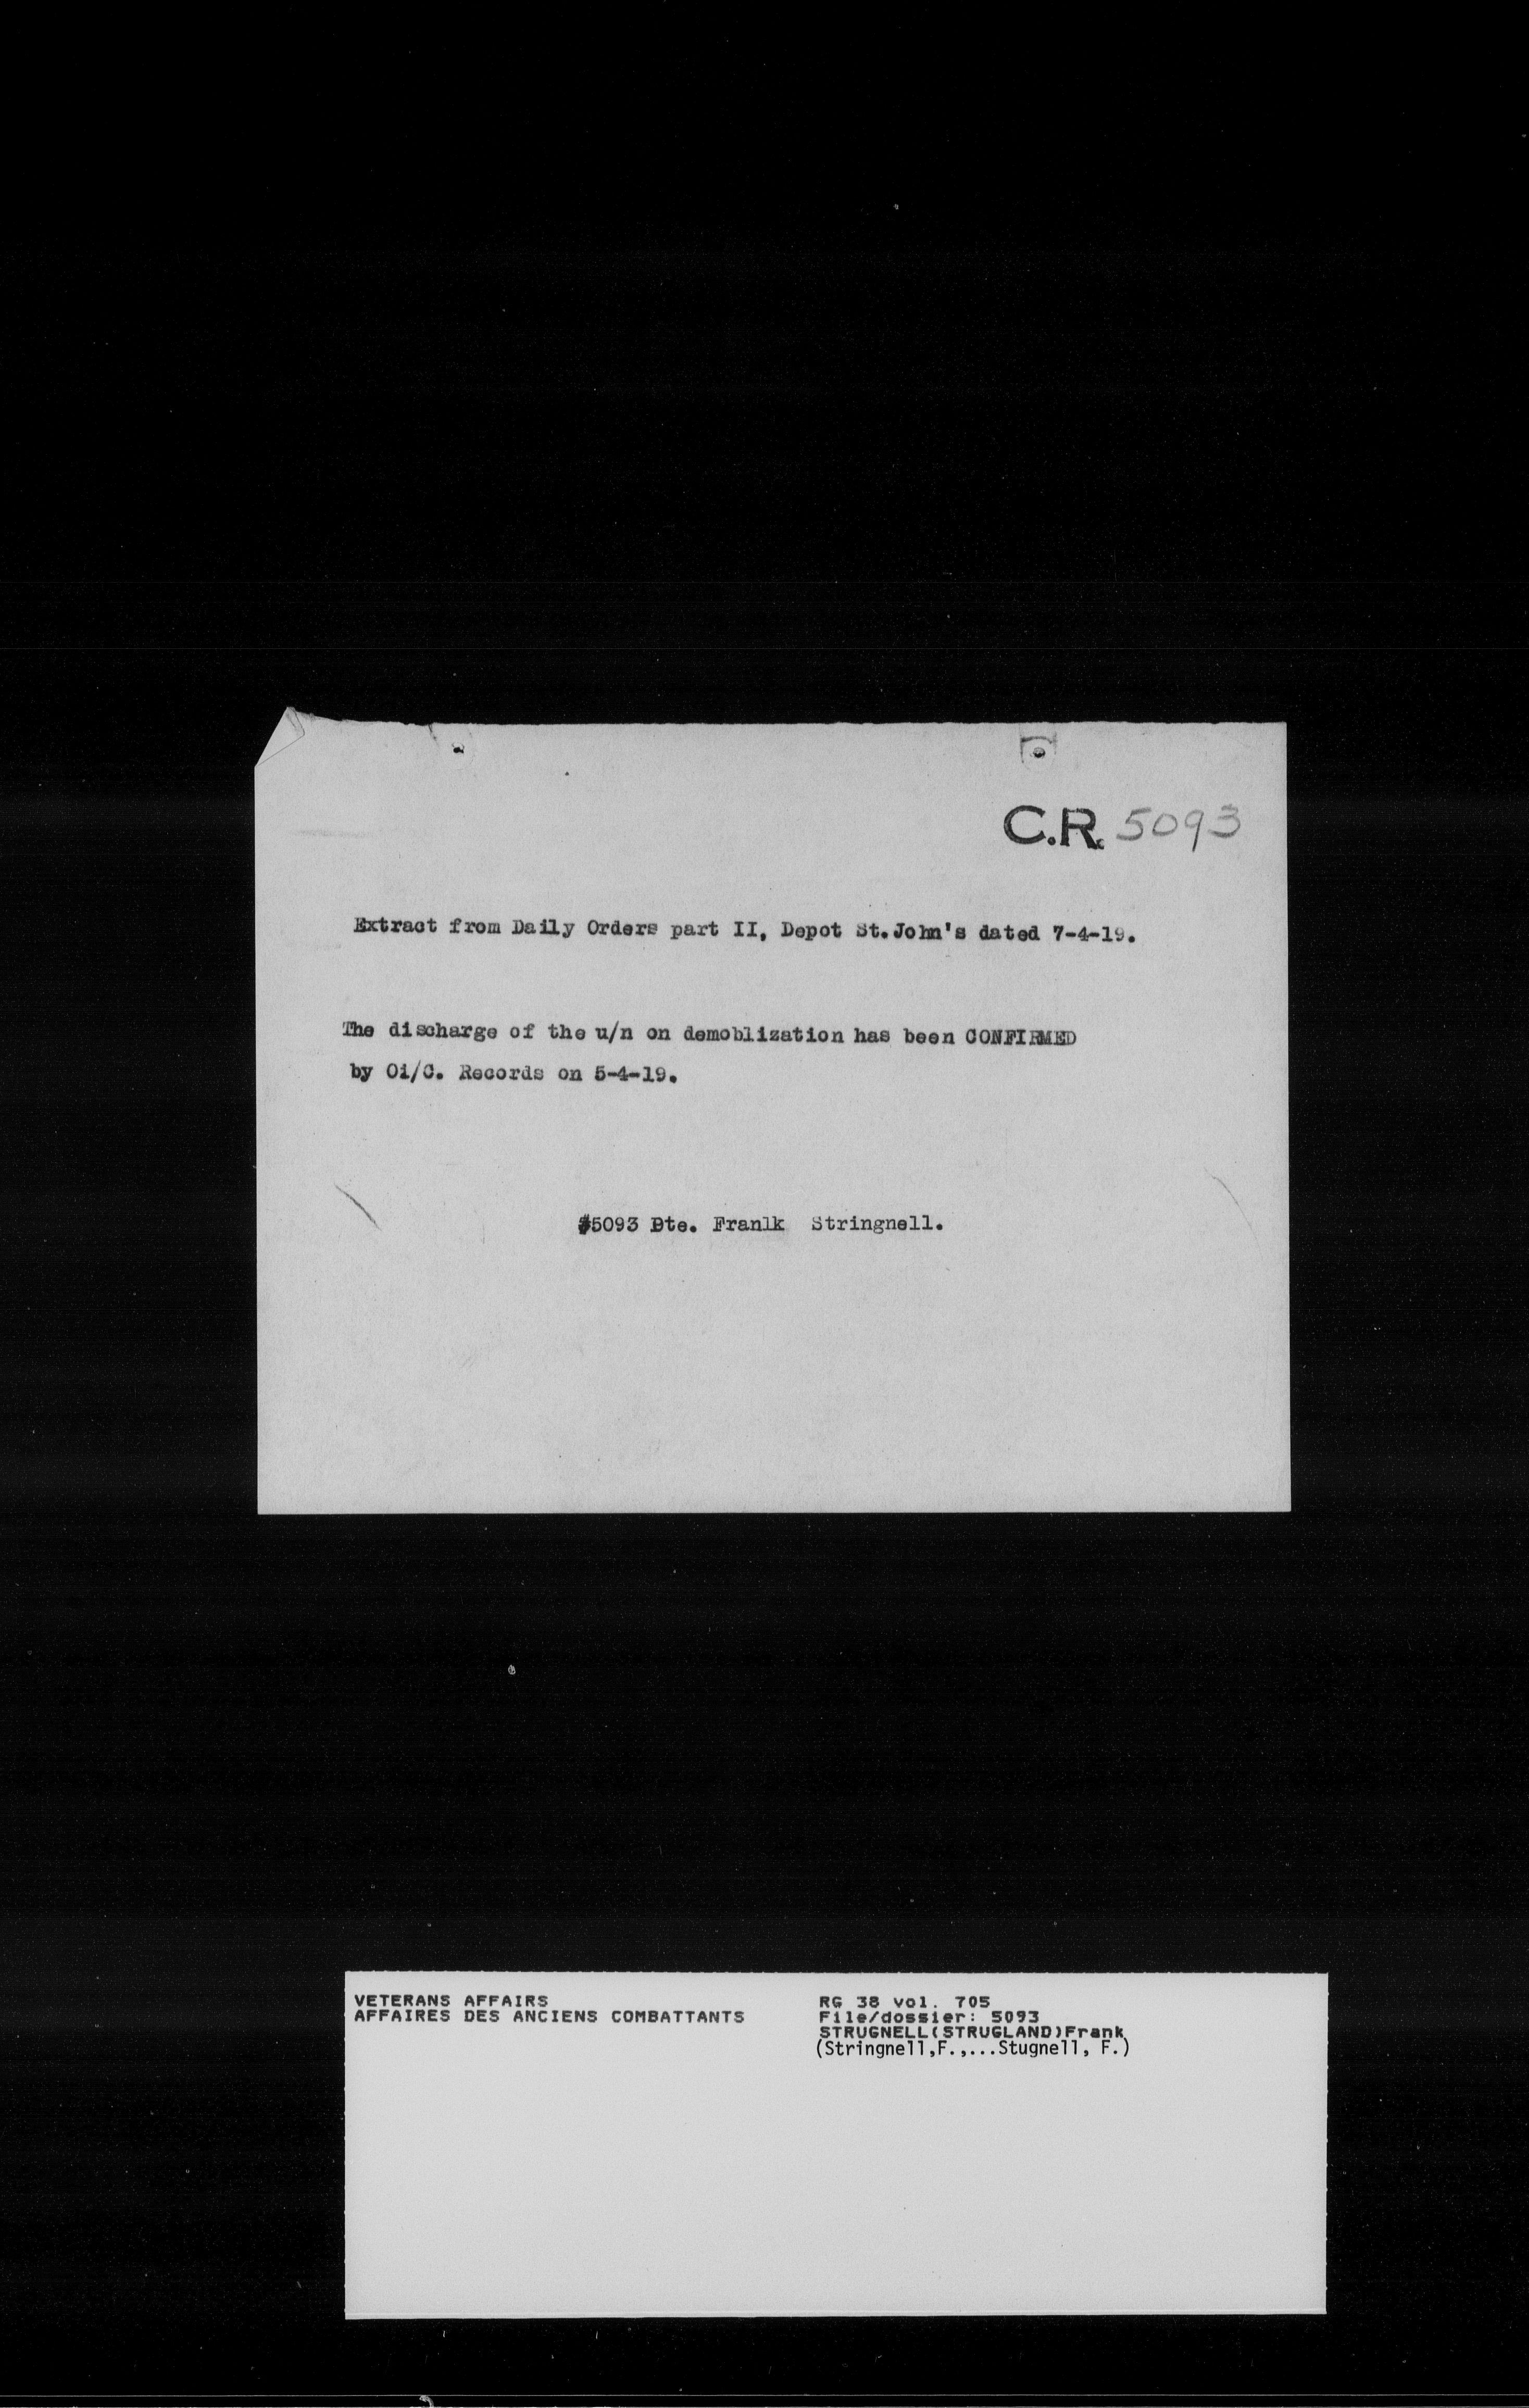 C.R. 5093
Extract from Daily Orders part II, Depot St.John's dated 7-4-19.
The discharge of the u/n on demoblization has been CONFIRMED
by Oi/C. Records on 5-4-19.
#5093 Pte. Franlk Stringnell.
VETERANS AFFAIRS
AFFAIRES DES ANCIENS COMBATTANTS
RG 38 vol. 705
File/dossier: 5093
STRUGNELL(STRUGLAND)Frank
(Stringnell,F.,...Stugnell, F.)